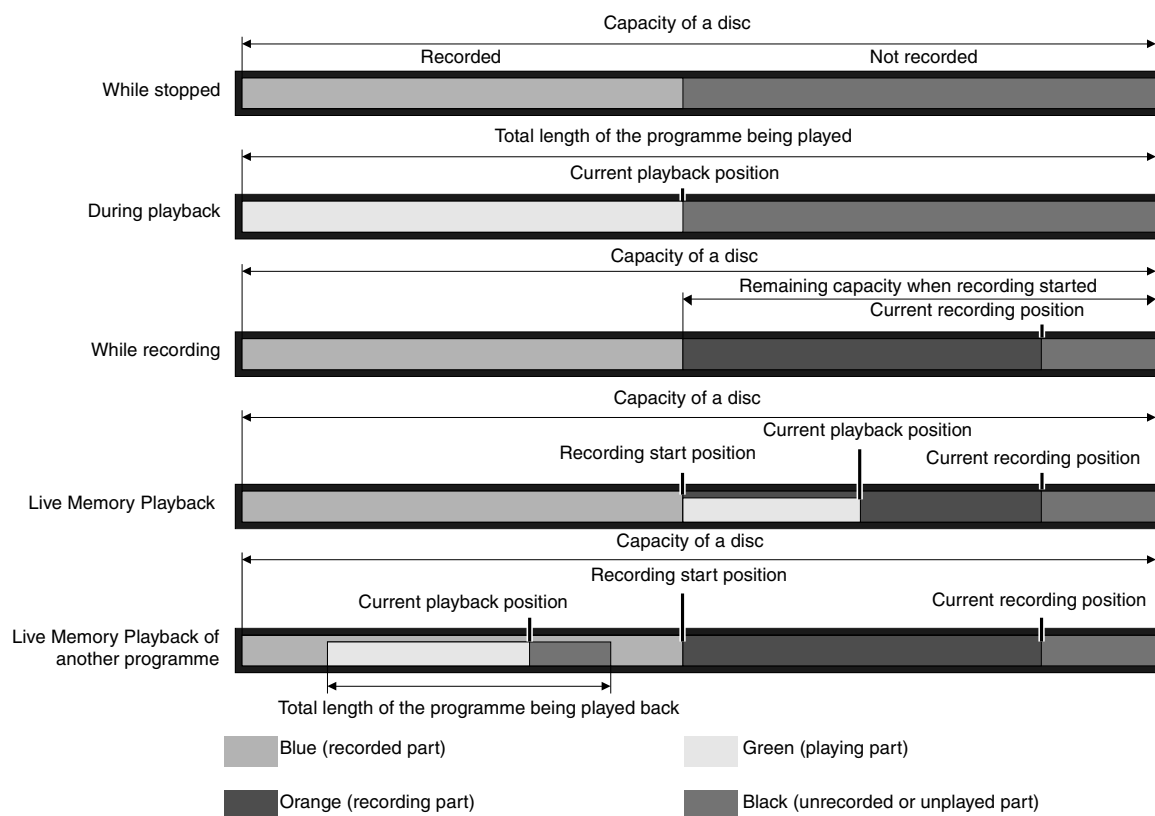 Capacity of a disc
Recorded
Not recorded
While stopped
Total length of the programme being played
Current playback position
During playback
Capacity of a disc
Remaining capacity when recording started
Current recording position
While recording
Capacity of a disc
Current playback position
Recording start position
Current recording position
Live Memory Playback
Capacity of a disc
Recording start position
Current playback position
Current recording position
Live Memory Playback of
another programme
Total length of the programme being played back
Blue (recorded part)
Green (playing part)
Orange (recording part)
Black (unrecorded or unplayed part)